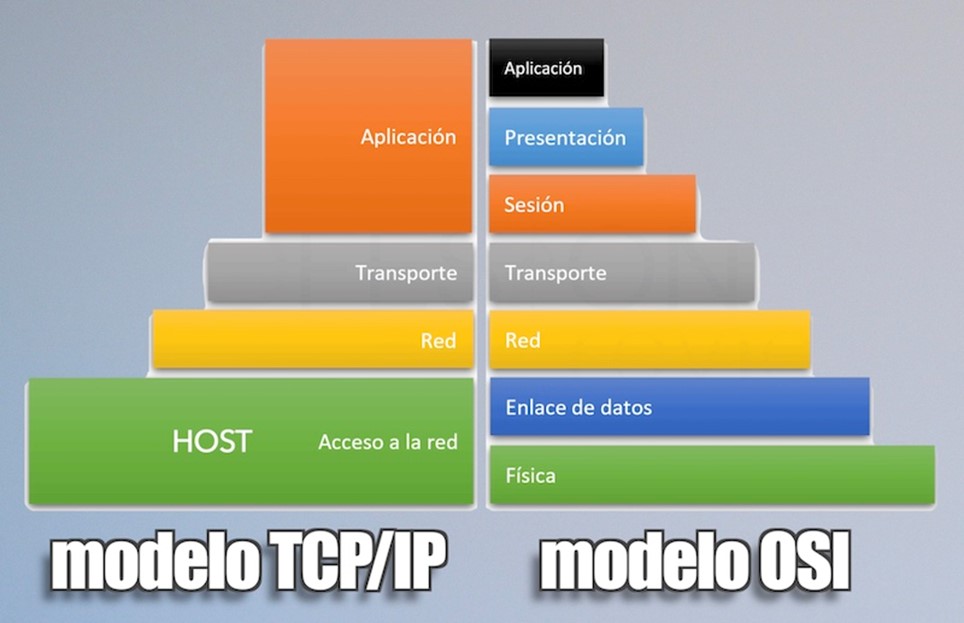 Aplicación
Transporte
Red
HOST Acceso a la red
modelo TCP/IP
Aplicación
Presentación
Sesión
Transporte
Red
Enlace de datos
Física
modelo OSI